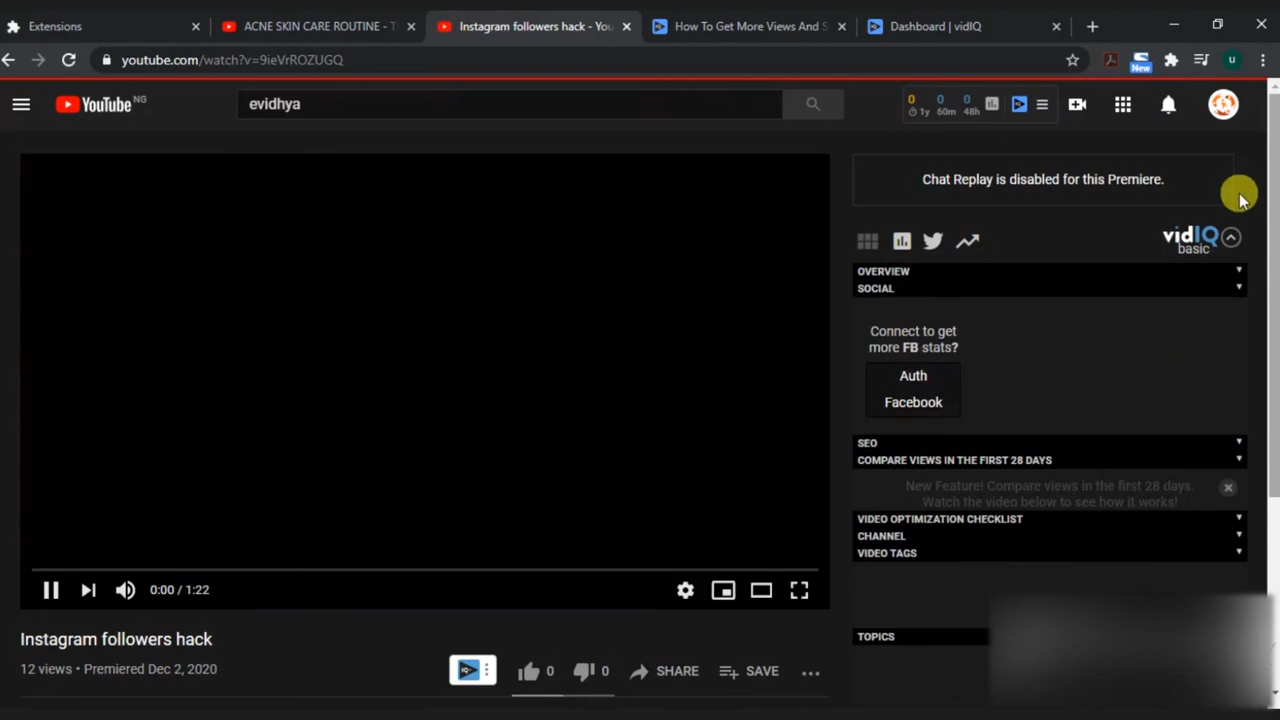 Extensions
ACNE SKIN CARE ROUTINE - T
Instagram followers hack - You
How To Get More Views And S
Dashboard | vidIQ
youtube.com/watch?v=9ieVrROZUGQ
New
u
YouTube NG
evidhya
0 0 0
1y 60m 48h
Chat Replay is disabled for this Premiere.
vidIQ
basic
OVERVIEW
SOCIAL
Connect to get
more FB stats?
Auth
Facebook
SEO
COMPARE VIEWS IN THE FIRST 28 DAYS
New Feature! Compare views in the first 28 days.
Watch the video below to see how it works!
VIDEO OPTIMIZATION CHECKLIST
CHANNEL
VIDEO TAGS
0:00 / 1:22
TOPICS
Instagram followers hack
12 views • Premiered Dec 2, 2020
IQ
0
0
SHARE
SAVE